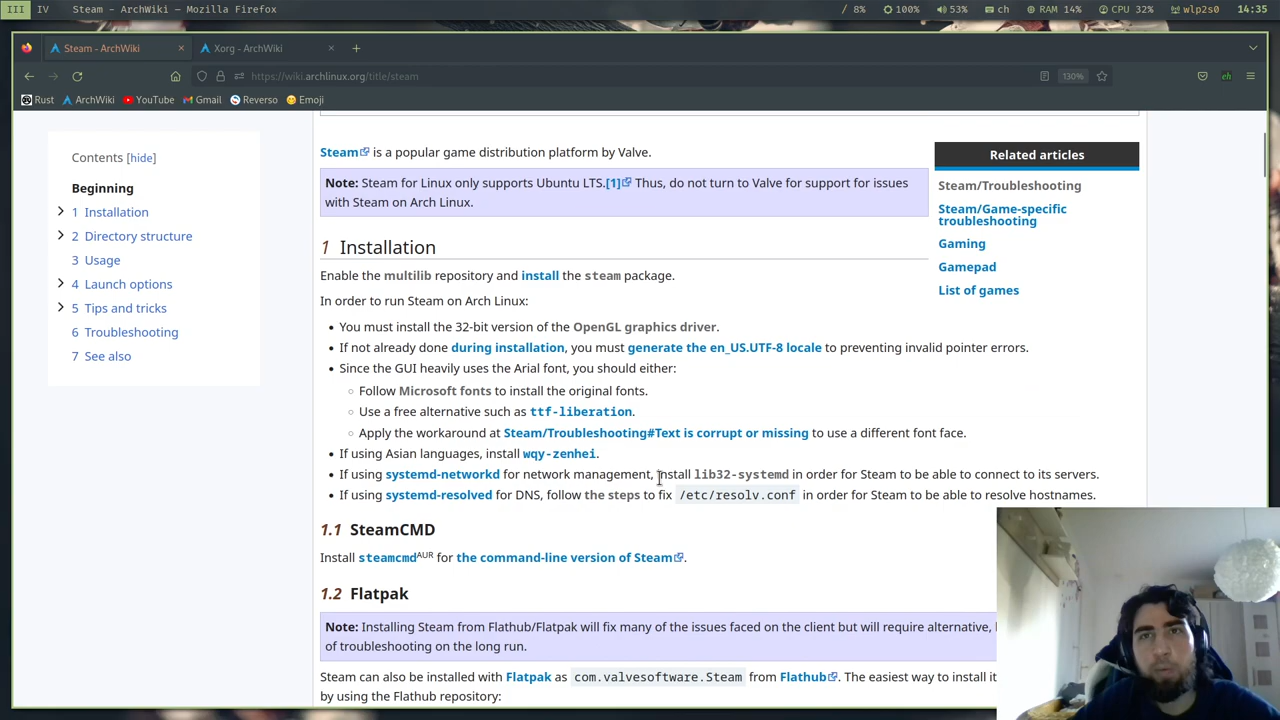 III IV Steam – ArchWiki — Mozilla Firefox / 8% 100% 53% ch RAM 14% CPU 32% wlp2s0 14:35
Steam - ArchWiki Xorg - ArchWiki
https://wiki.archlinux.org/title/steam 130%
Rust ArchWiki YouTube Gmail Reverso Emoji
Contents [hide]
Beginning
1 Installation
2 Directory structure
3 Usage
4 Launch options
5 Tips and tricks
6 Troubleshooting
7 See also
Steam is a popular game distribution platform by Valve.
Note: Steam for Linux only supports Ubuntu LTS.[1] Thus, do not turn to Valve for support for issues
with Steam on Arch Linux.
Related articles
Steam/Troubleshooting
Steam/Game-specific
troubleshooting
Gaming
Gamepad
List of games
1 Installation
Enable the multilib repository and install the steam package.
In order to run Steam on Arch Linux:
• You must install the 32-bit version of the OpenGL graphics driver.
• If not already done during installation, you must generate the en_US.UTF-8 locale to preventing invalid pointer errors.
• Since the GUI heavily uses the Arial font, you should either:
◦ Follow Microsoft fonts to install the original fonts.
◦ Use a free alternative such as ttf-liberation.
◦ Apply the workaround at Steam/Troubleshooting#Text is corrupt or missing to use a different font face.
• If using Asian languages, install wqy-zenhei.
• If using systemd-networkd for network management, install lib32-systemd in order for Steam to be able to connect to its servers.
• If using systemd-resolved for DNS, follow the steps to fix /etc/resolv.conf in order for Steam to be able to resolve hostnames.
1.1 SteamCMD
Install steamcmdAUR for the command-line version of Steam.
1.2 Flatpak
Note: Installing Steam from Flathub/Flatpak will fix many of the issues faced on the client but will require alternative,
of troubleshooting on the long run.
Steam can also be installed with Flatpak as com.valvesoftware.Steam from Flathub. The easiest way to install it
by using the Flathub repository: